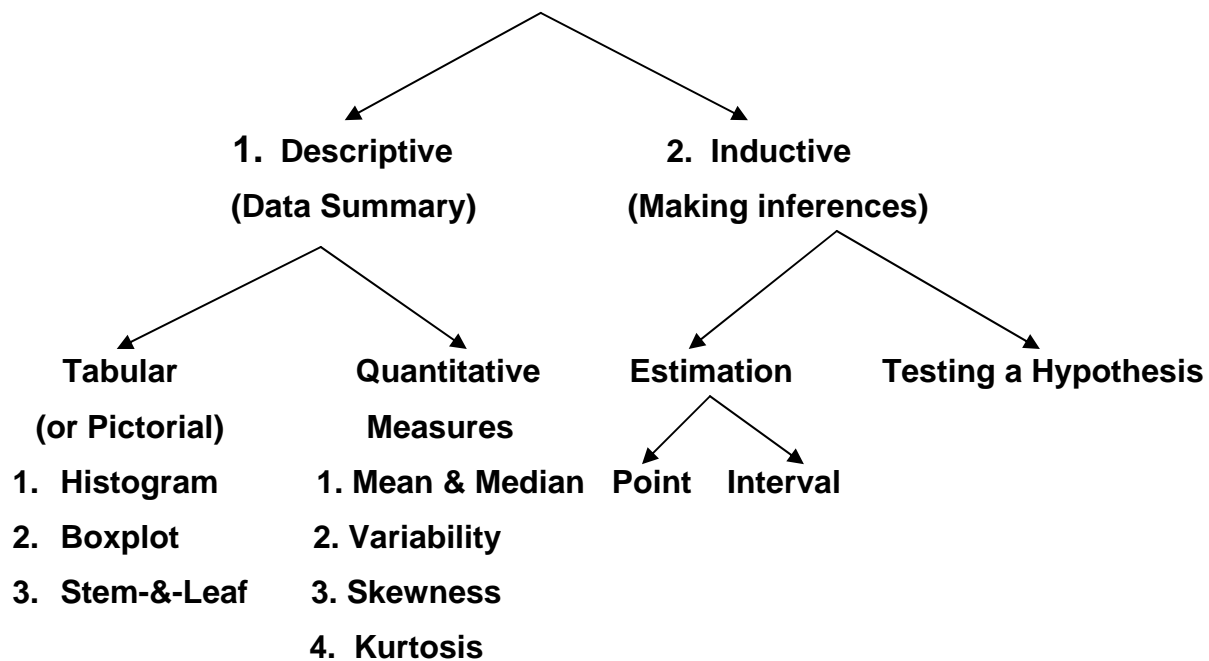 1. Descriptive
(Data Summary)
2. Inductive
(Making inferences)
Tabular
(or Pictorial)
1. Histogram
2. Boxplot
3. Stem-&-Leaf
Quantitative
Measures
1. Mean & Median
2. Variability
3. Skewness
4. Kurtosis
Estimation
Point
Interval
Testing a Hypothesis